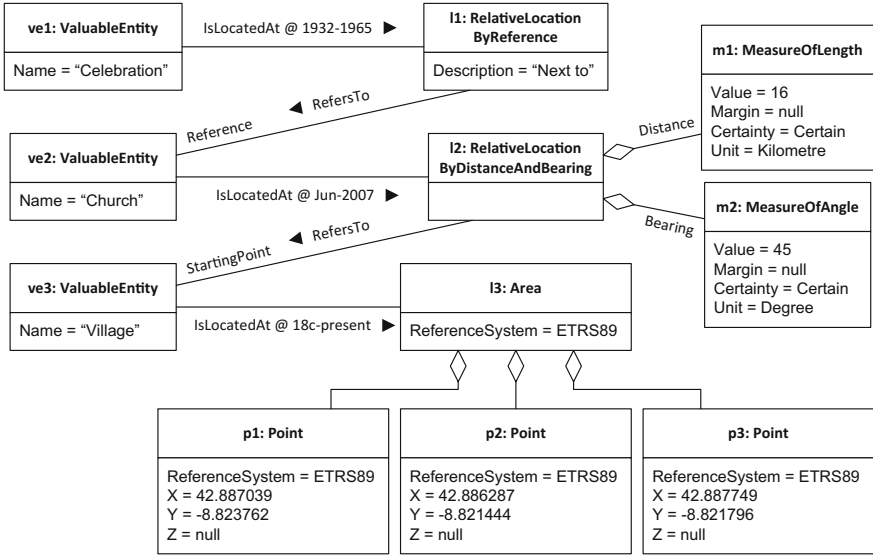 ve1: ValuableEntity
Name = “Celebration”
IsLocatedAt @ 1932-1965 ►
l1: RelativeLocation
ByReference
Description = “Next to”
m1: MeasureOfLength
Value = 16
Margin = null
Certainty = Certain
Unit = Kilometre
◄ RefersTo
Reference
Distance
ve2: ValuableEntity
Name = “Church”
IsLocatedAt @ Jun-2007 ►
l2: RelativeLocation
ByDistanceAndBearing
Bearing
m2: MeasureOfAngle
Value = 45
Margin = null
Certainty = Certain
Unit = Degree
◄ RefersTo
StartingPoint
ve3: ValuableEntity
Name = “Village”
IsLocatedAt @ 18c-present ►
l3: Area
ReferenceSystem = ETRS89
p1: Point
ReferenceSystem = ETRS89
X = 42.887039
Y = -8.823762
Z = null
p2: Point
ReferenceSystem = ETRS89
X = 42.886287
Y = -8.821444
Z = null
p3: Point
ReferenceSystem = ETRS89
X = 42.887749
Y = -8.821796
Z = null